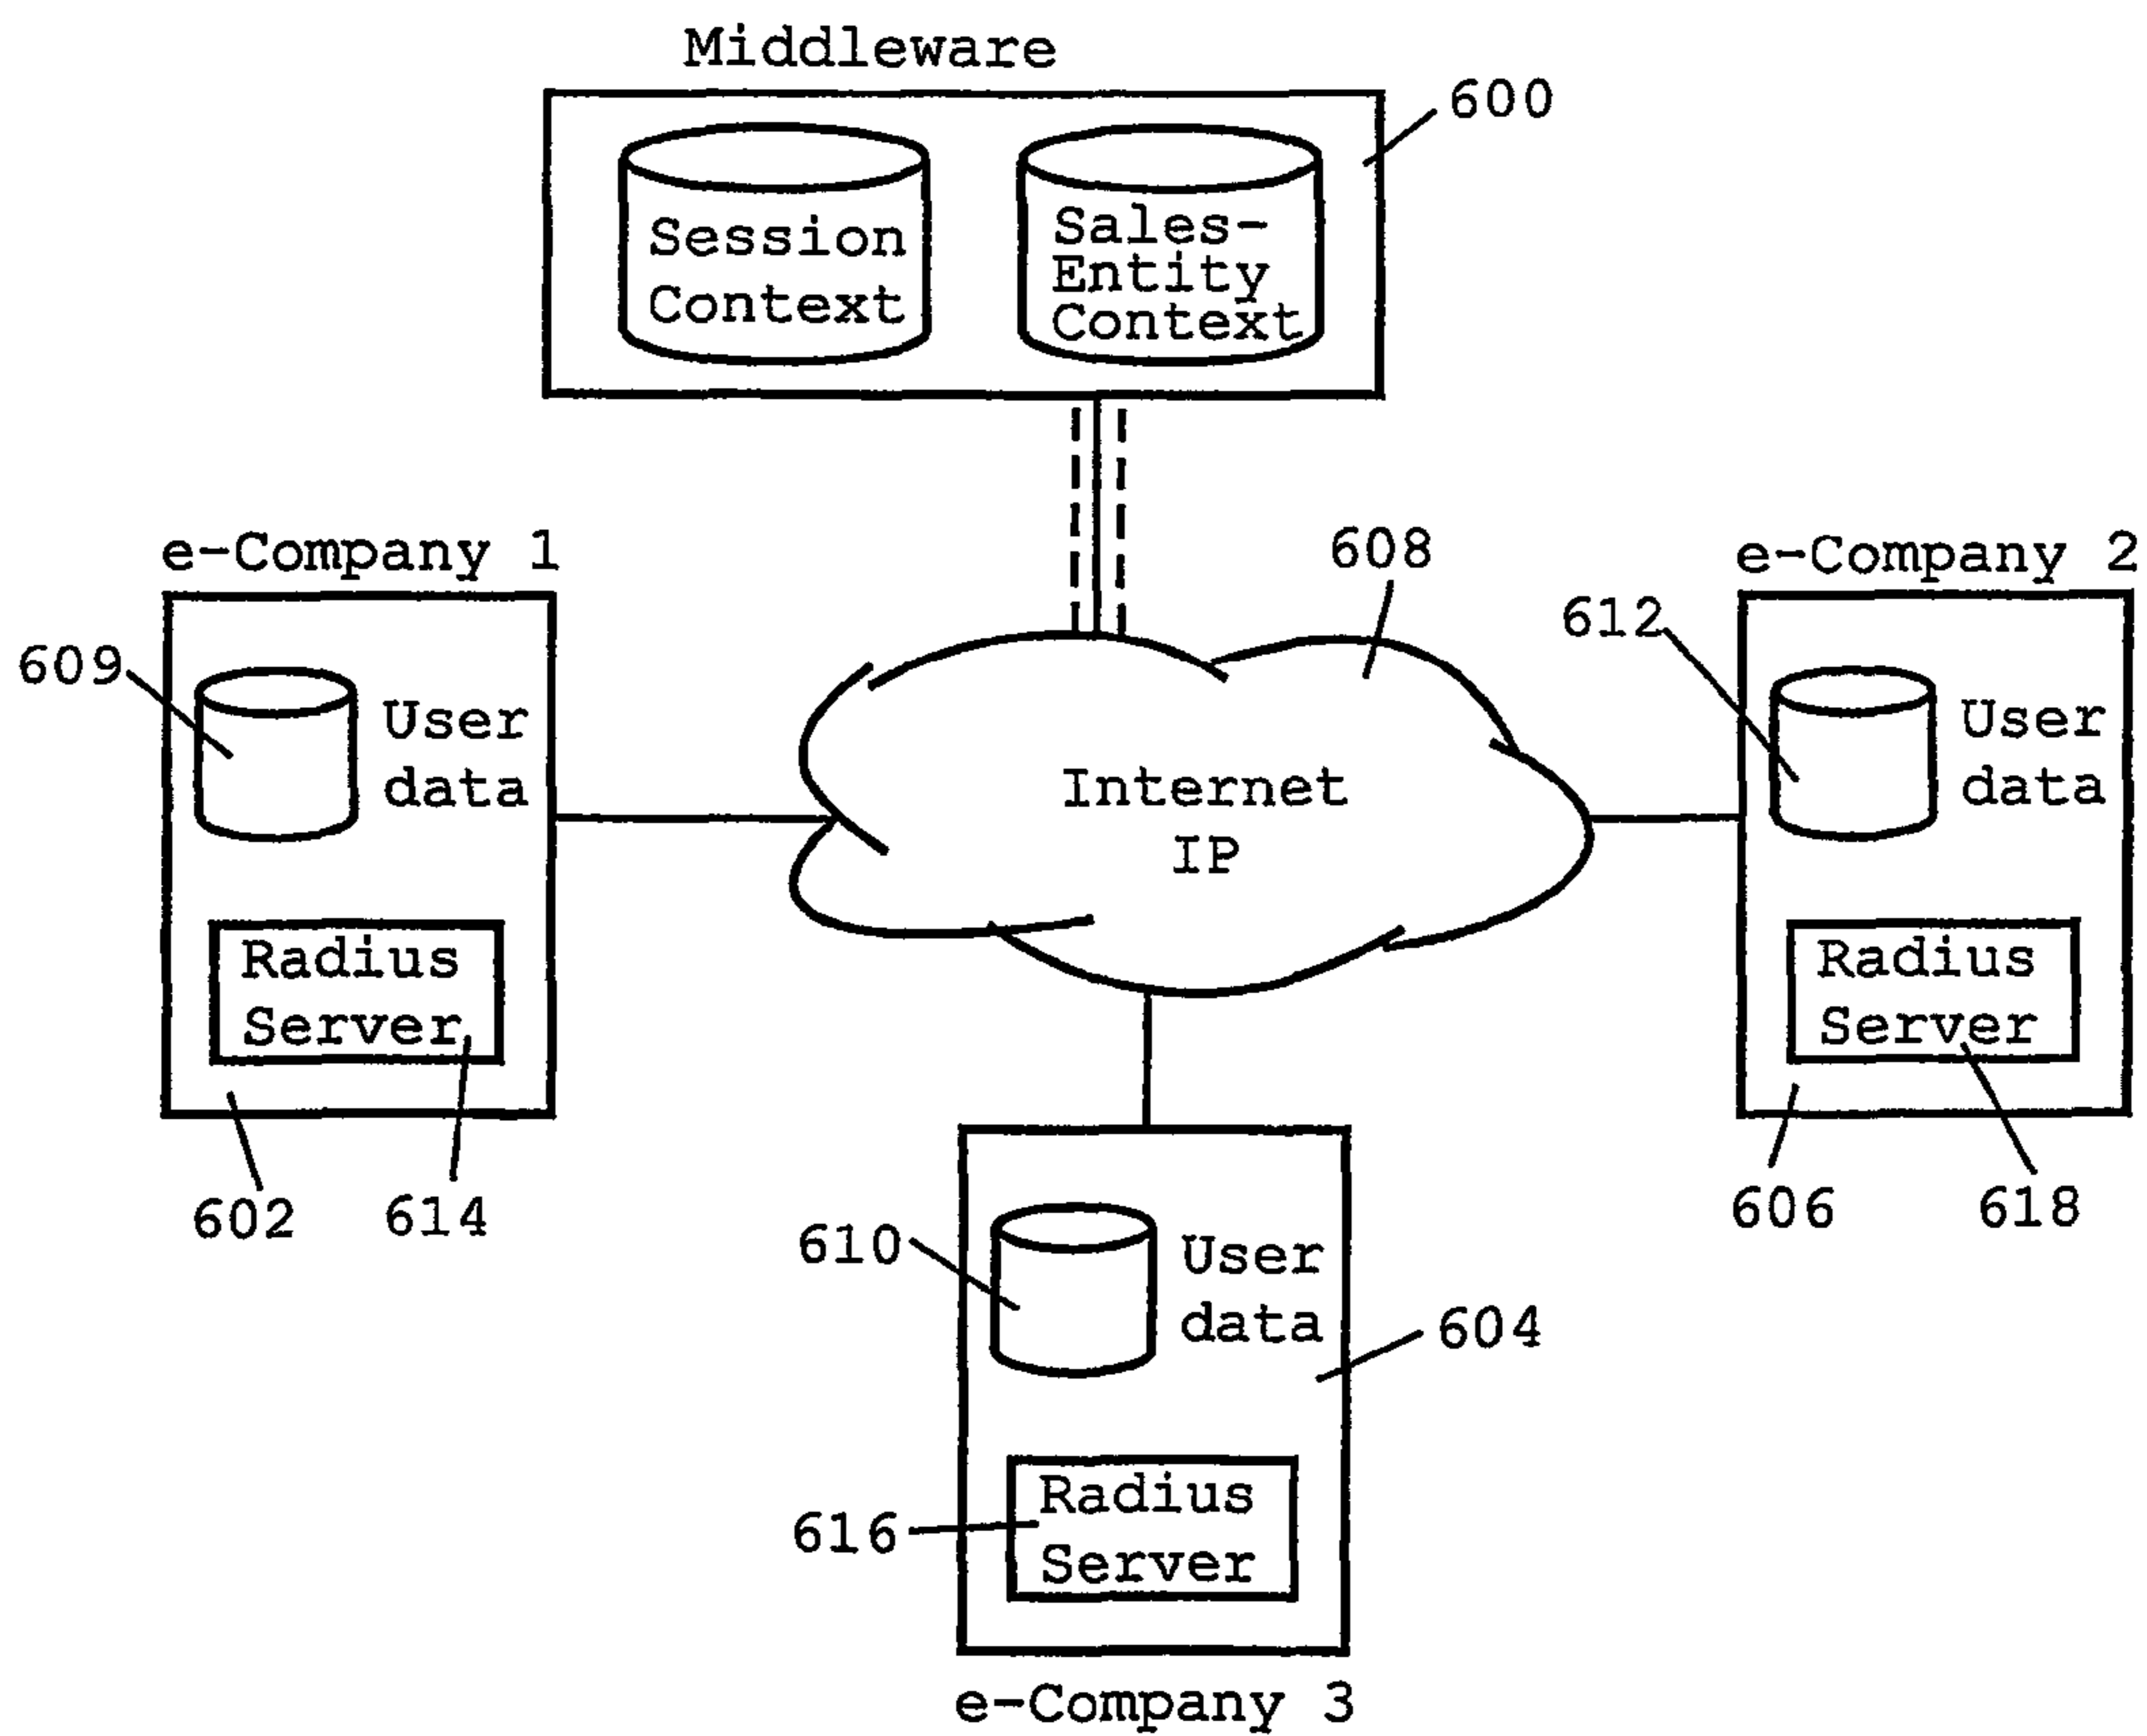 Middleware
600
Session
Context
Sales-
Entity
Context
e-Company 1
608
e-Company 2
612
609
User
data
Internet
IP
User
data
Radius
Server
Radius
Server
602
614
606
618
610
User
data
604
616
Radius
Server
e-Company 3